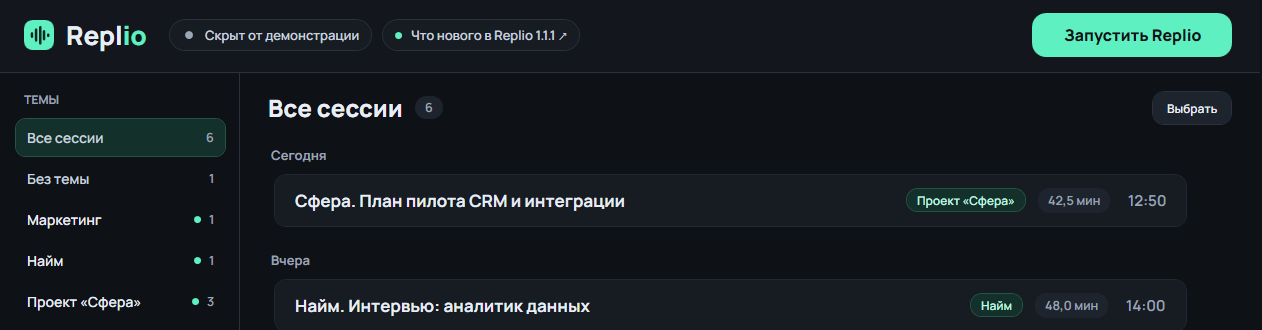 Replio
Скрыт от демонстрации
Что нового в Replio 1.1.1 ↗
Запустить Replio
ТЕМЫ
Все сессии 6
Без темы 1
Маркетинг 1
Найм 1
Проект «Сфера» 3
Все сессии 6
Выбрать
Сегодня
Сфера. План пилота CRM и интеграции Проект «Сфера» 42,5 мин 12:50
Вчера
Найм. Интервью: аналитик данных Найм 48,0 мин 14:00